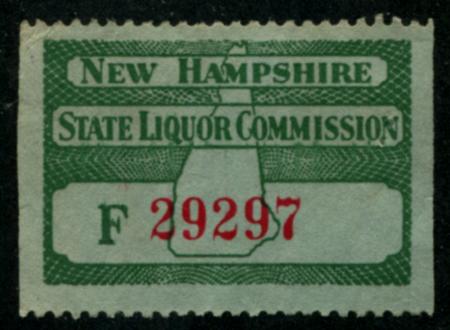 NEW HAMPSHIRE
STATE LIQUOR COMMISSION
F 29297